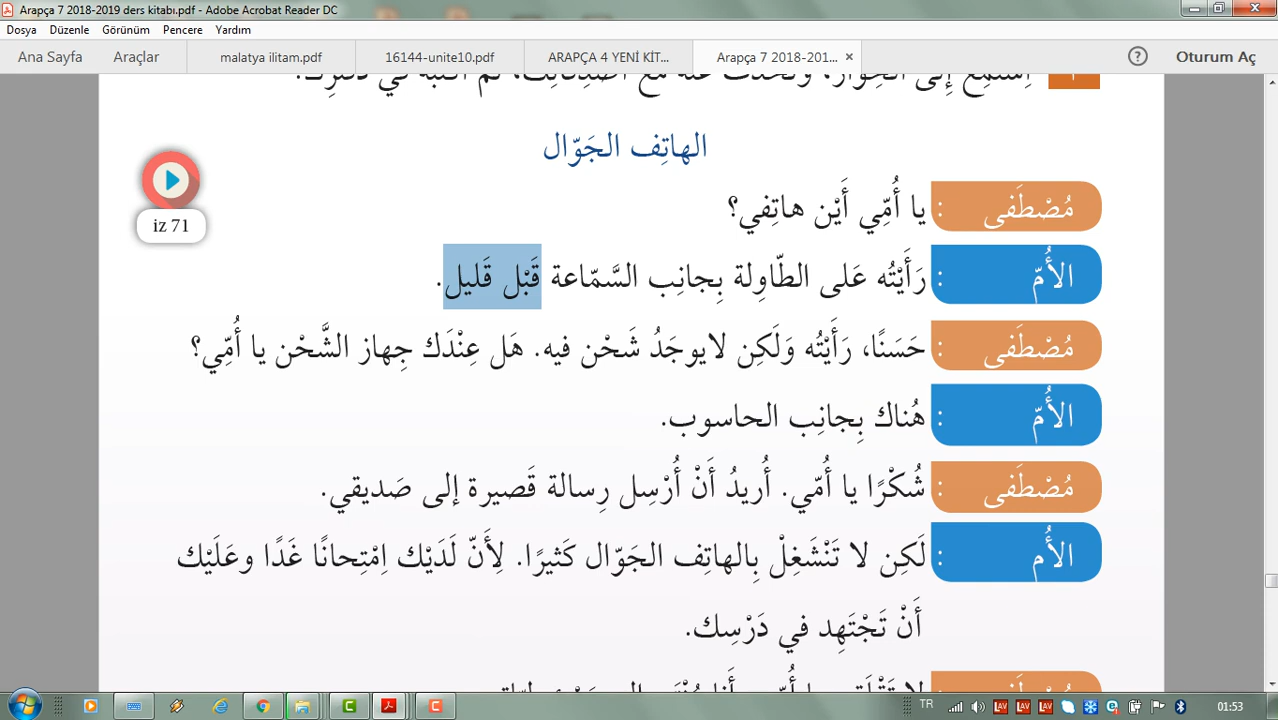 Arapça 7 2018-2019 ders kitabı.pdf - Adobe Acrobat Reader DC
Dosya Düzenle Görünüm Pencere Yardım
Ana Sayfa Araçlar malatya ilitam.pdf 16144-unite10.pdf ARAPÇA 4 YENİ KİT... Arapça 7 2018-201... × ? Oturum Aç
الهاتِف الجَوّال
iz 71
مُصْطَفى : يا أُمِّي أَيْن هاتِفي؟
الأُمّ : رَأَيْتُه عَلى الطّاوِلة بِجانِب السَّمّاعة قَبْل قَليل.
مُصْطَفى : حَسَنًا، رَأَيْتُه وَلَكِن لايوجَدُ شَحْن فيه. هَل عِنْدَك جِهاز الشَّحْن يا أُمِّي؟
الأُمّ : هُناك بِجانِب الحاسوب.
مُصْطَفى : شُكْرًا يا أُمّي. أُريدُ أَنْ أُرْسِل رِسالة قَصيرة إلى صَديقي.
الأُم : لَكِن لا تَنْشَغِلْ بِالهاتِف الجَوّال كَثيرًا. لِأَنّ لَدَيْك اِمْتِحانًا غَدًا وعَلَيْك
أَنْ تَجْتَهِد في دَرْسِك.
TR 01:53